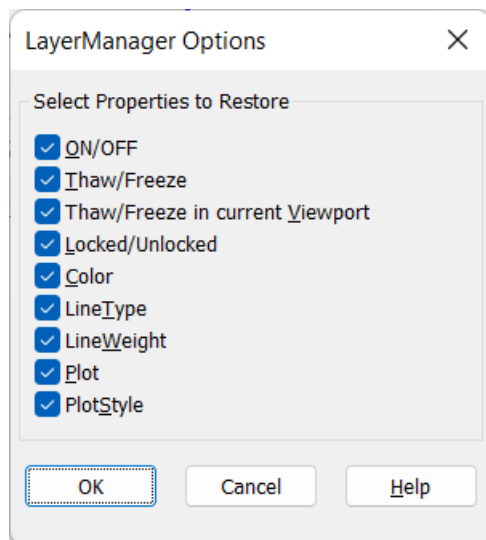 LayerManager Options
Select Properties to Restore
ON/OFF
Thaw/Freeze
Thaw/Freeze in current Viewport
Locked/Unlocked
Color
LineType
LineWeight
Plot
PlotStyle
OK Cancel Help